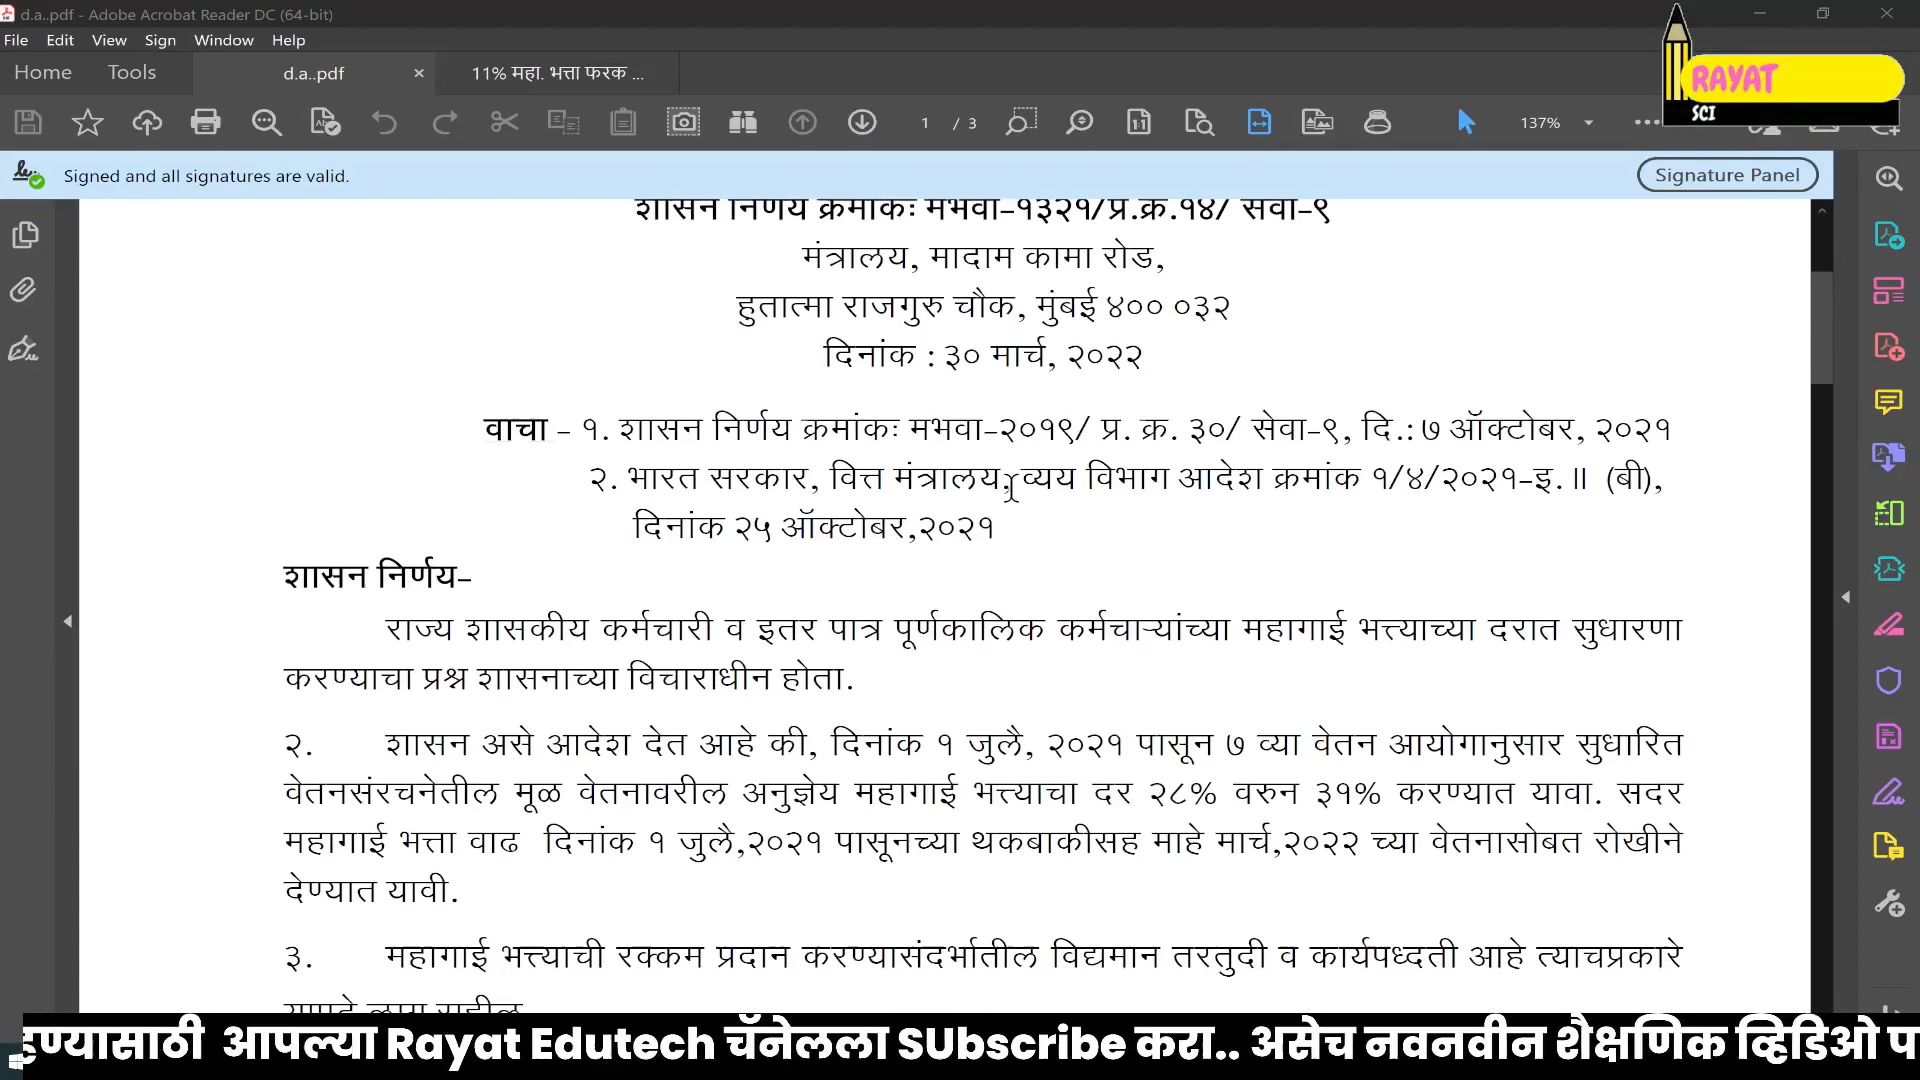 d.a..pdf - Adobe Acrobat Reader DC (64-bit)
File Edit View Sign Window Help
Home Tools d.a..pdf × 11% महा. भत्ता फरक ...
RAYAT
SCI
1 / 3 137%
Signed and all signatures are valid. Signature Panel
शासन निर्णय क्रमांकः मभवा-१३२१/प्र.क्र.१४/ सेवा-९
मंत्रालय, मादाम कामा रोड,
हुतात्मा राजगुरु चौक, मुंबई ४०० ०३२
दिनांक : ३० मार्च, २०२२
वाचा - १. शासन निर्णय क्रमांकः मभवा-२०१९/ प्र. क्र. ३०/ सेवा-९, दि.: ७ ऑक्टोबर, २०२१
२. भारत सरकार, वित्त मंत्रालय, व्यय विभाग आदेश क्रमांक १/४/२०२१-इ. II (बी),
दिनांक २५ ऑक्टोबर,२०२१
शासन निर्णय-
राज्य शासकीय कर्मचारी व इतर पात्र पूर्णकालिक कर्मचाऱ्यांच्या महागाई भत्त्याच्या दरात सुधारणा
करण्याचा प्रश्न शासनाच्या विचाराधीन होता.
२. शासन असे आदेश देत आहे की, दिनांक १ जुलै, २०२१ पासून ७ व्या वेतन आयोगानुसार सुधारित
वेतनसंरचनेतील मूळ वेतनावरील अनुज्ञेय महागाई भत्त्याचा दर २८% वरुन ३१% करण्यात यावा. सदर
महागाई भत्ता वाढ दिनांक १ जुलै,२०२१ पासूनच्या थकबाकीसह माहे मार्च,२०२२ च्या वेतनासोबत रोखीने
देण्यात यावी.
३. महागाई भत्त्याची रक्कम प्रदान करण्यासंदर्भातील विद्यमान तरतुदी व कार्यपध्दती आहे त्याचप्रकारे
आपल्या Rayat Edutech चॅनेलला SUbscribe करा.. असेच नवनवीन शैक्षणिक व्हिडिओ